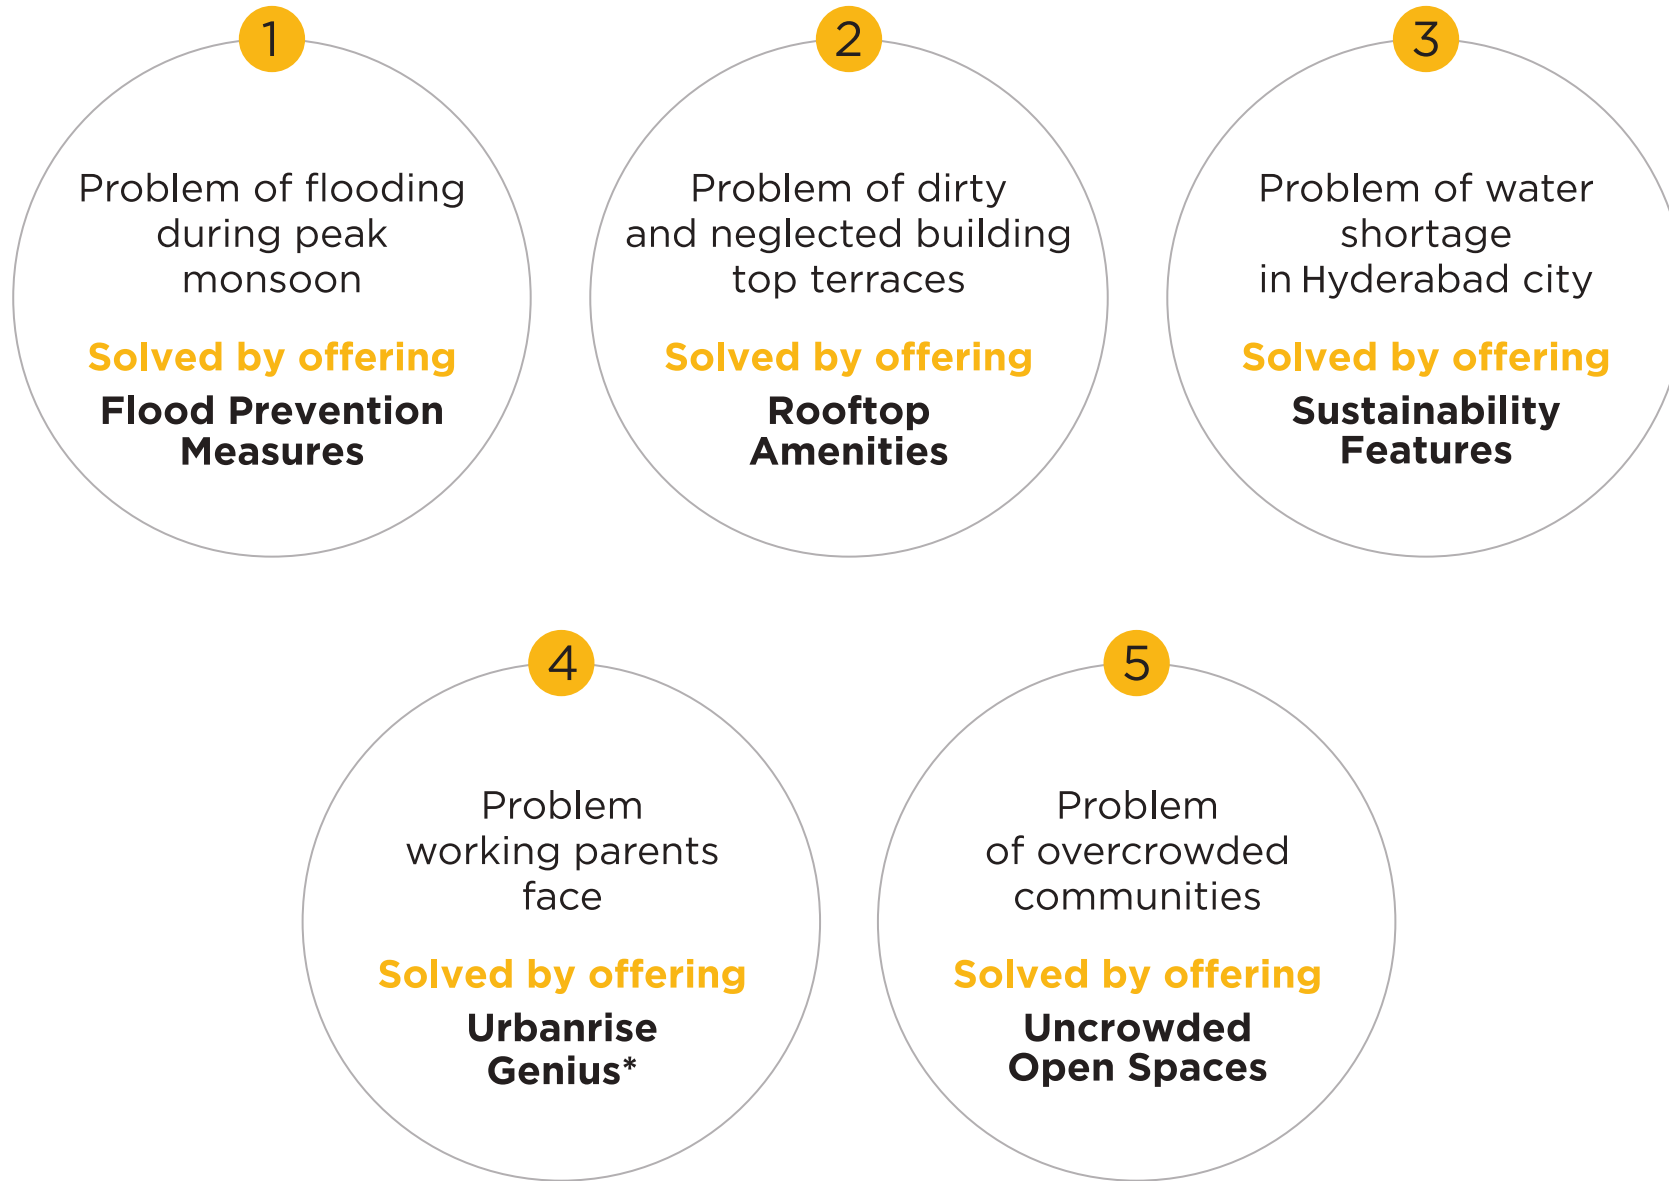 1
Problem of flooding
during peak
monsoon
Solved by offering
Flood Prevention
Measures
2
Problem of dirty
and neglected building
top terraces
Solved by offering
Rooftop
Amenities
3
Problem of water
shortage
in Hyderabad city
Solved by offering
Sustainability
Features
4
Problem
working parents
face
Solved by offering
Urbanrise
Genius*
5
Problem
of overcrowded
communities
Solved by offering
Uncrowded
Open Spaces